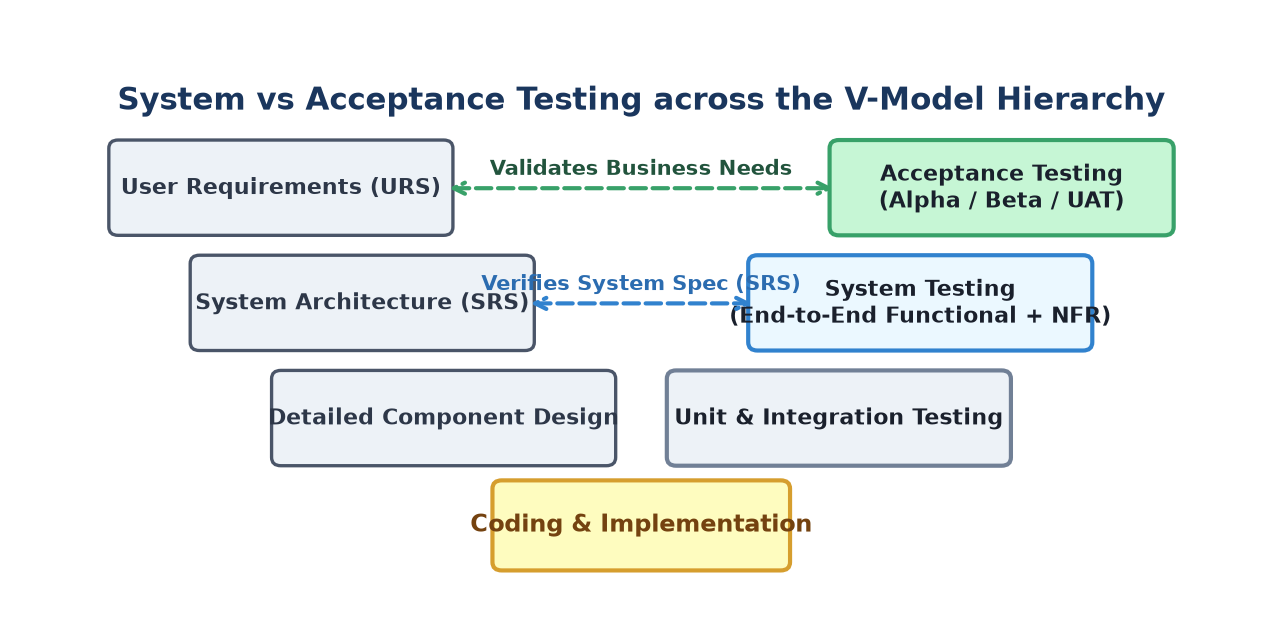 System vs Acceptance Testing across the V-Model Hierarchy
User Requirements (URS)
Validates Business Needs
Acceptance Testing
(Alpha / Beta / UAT)
System Architecture (SRS)
Verifies System Spec (SRS)
System Testing
(End-to-End Functional + NFR)
Detailed Component Design
Unit & Integration Testing
Coding & Implementation